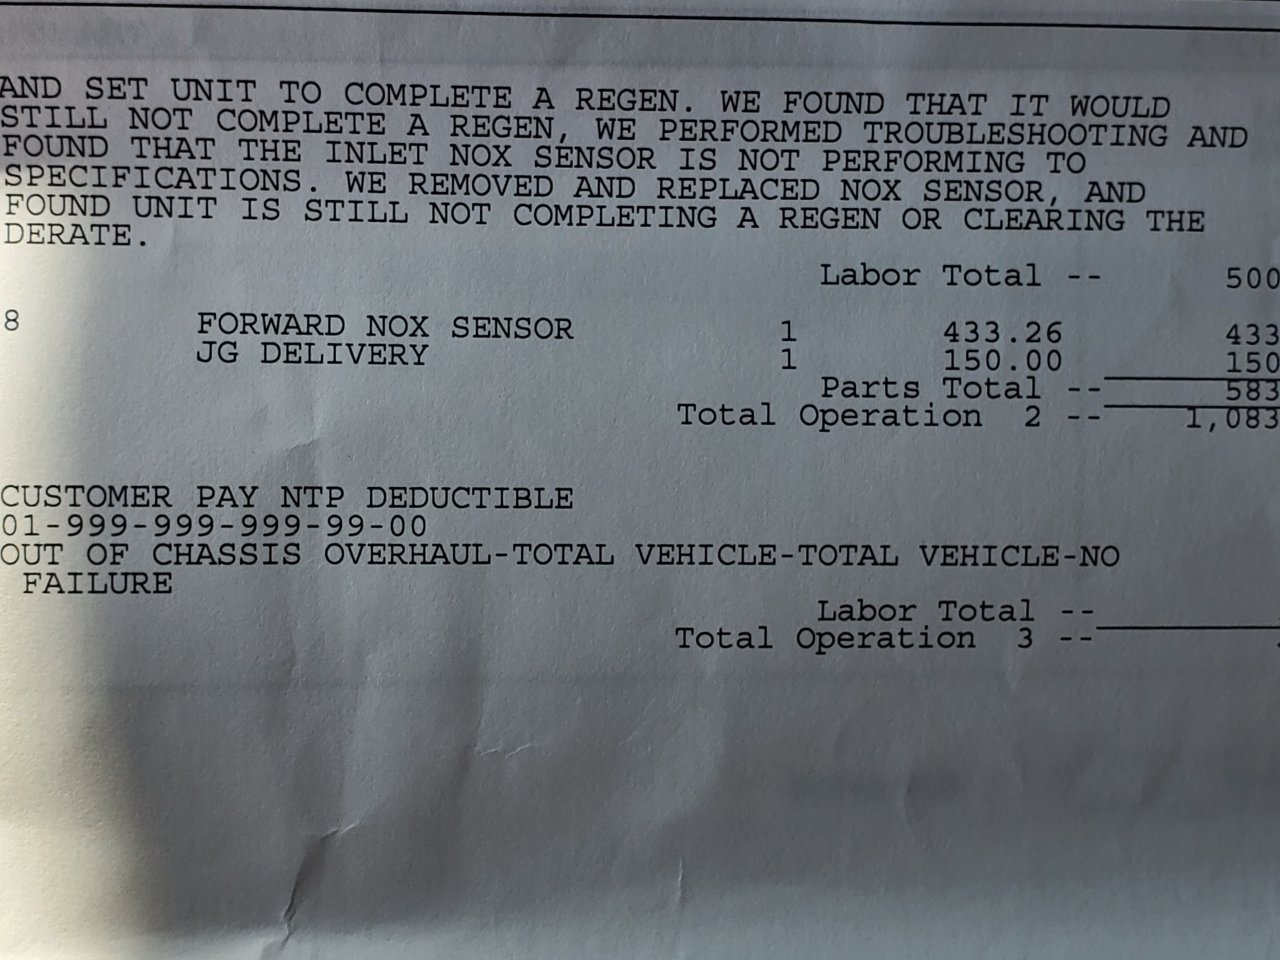 AND SET UNIT TO COMPLETE A REGEN. WE FOUND THAT IT WOULD
STILL NOT COMPLETE A REGEN, WE PERFORMED TROUBLESHOOTING AND
FOUND THAT THE INLET NOX SENSOR IS NOT PERFORMING TO
SPECIFICATIONS. WE REMOVED AND REPLACED NOX SENSOR, AND
FOUND UNIT IS STILL NOT COMPLETING A REGEN OR CLEARING THE
DERATE.
Labor Total -- 500
8 FORWARD NOX SENSOR 1 433.26 433
JG DELIVERY 1 150.00 150
Parts Total -- 583
Total Operation 2 -- 1,083
CUSTOMER PAY NTP DEDUCTIBLE
01-999-999-999-99-00
OUT OF CHASSIS OVERHAUL-TOTAL VEHICLE-TOTAL VEHICLE-NO
FAILURE
Labor Total --
Total Operation 3 --